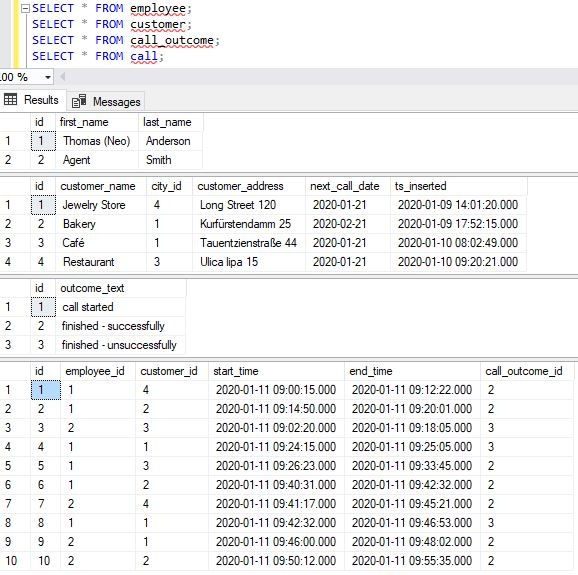 SELECT * FROM employee;
SELECT * FROM customer;
SELECT * FROM call_outcome;
SELECT * FROM call;
.00 %
Results Messages
id first_name last_name
1 1 Thomas (Neo) Anderson
2 2 Agent Smith
id customer_name city_id customer_address next_call_date ts_inserted
1 1 Jewelry Store 4 Long Street 120 2020-01-21 2020-01-09 14:01:20.000
2 2 Bakery 1 Kurfürstendamm 25 2020-02-21 2020-01-09 17:52:15.000
3 3 Café 1 Tauentzienstraße 44 2020-01-21 2020-01-10 08:02:49.000
4 4 Restaurant 3 Ulica lipa 15 2020-01-21 2020-01-10 09:20:21.000
id outcome_text
1 1 call started
2 2 finished - successfully
3 3 finished - unsuccessfully
id employee_id customer_id start_time end_time call_outcome_id
1 1 1 4 2020-01-11 09:00:15.000 2020-01-11 09:12:22.000 2
2 2 1 2 2020-01-11 09:14:50.000 2020-01-11 09:20:01.000 2
3 3 2 3 2020-01-11 09:02:20.000 2020-01-11 09:18:05.000 3
4 4 1 1 2020-01-11 09:24:15.000 2020-01-11 09:25:05.000 3
5 5 1 3 2020-01-11 09:26:23.000 2020-01-11 09:33:45.000 2
6 6 1 2 2020-01-11 09:40:31.000 2020-01-11 09:42:32.000 2
7 7 2 4 2020-01-11 09:41:17.000 2020-01-11 09:45:21.000 2
8 8 1 1 2020-01-11 09:42:32.000 2020-01-11 09:46:53.000 3
9 9 2 1 2020-01-11 09:46:00.000 2020-01-11 09:48:02.000 2
10 10 2 2 2020-01-11 09:50:12.000 2020-01-11 09:55:35.000 2